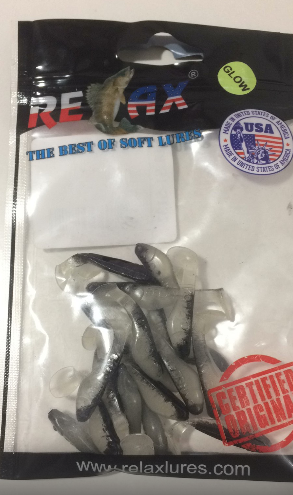 RELAX
®
GLOW
THE BEST OF SOFT LURES
MADE IN UNITED STATES OF AMERICA
USA
MADE IN UNITED STATES OF AMERICA
CERTIFIED
ORIGINAL
www.relaxlures.com